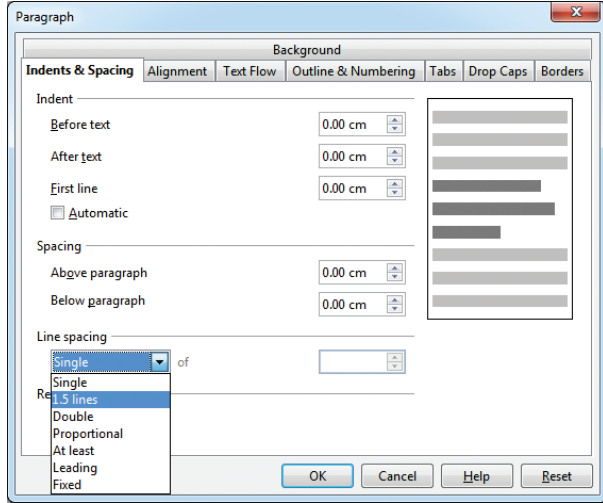 Paragraph
x
Background
Indents & Spacing Alignment Text Flow Outline & Numbering Tabs Drop Caps Borders
Indent
Before text 0.00 cm
After text 0.00 cm
First line 0.00 cm
Automatic
Spacing
Above paragraph 0.00 cm
Below paragraph 0.00 cm
Line spacing
Single of
Single
Re
1.5 lines
Double
Proportional
At least
Leading
Fixed
OK Cancel Help Reset